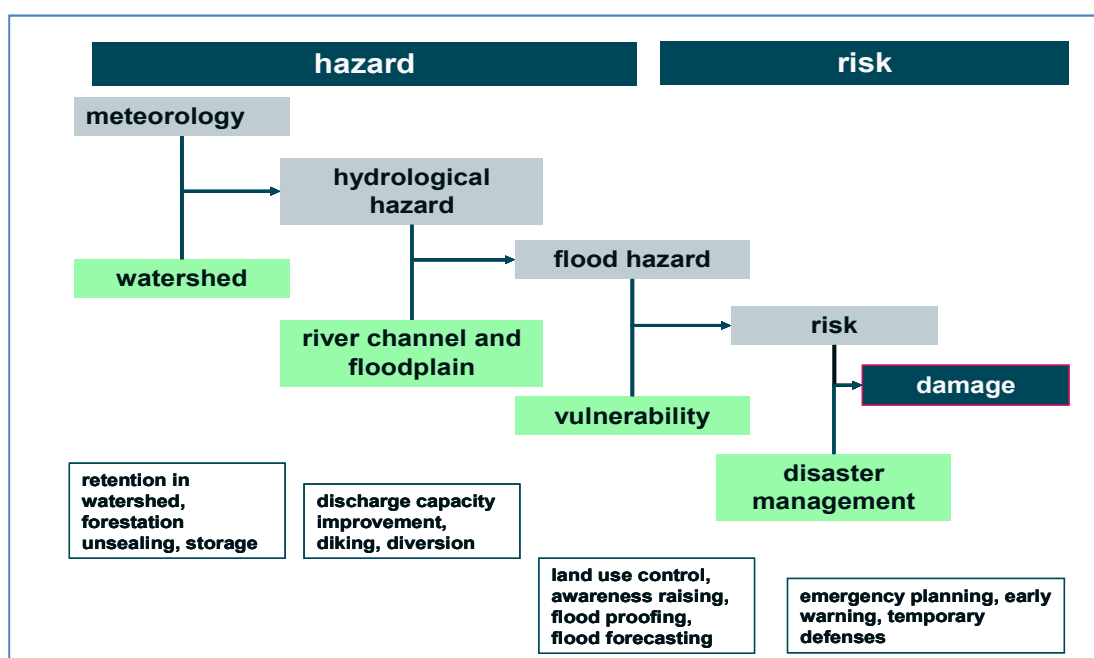 hazard
risk
meteorology
hydrological
hazard
watershed
flood hazard
river channel and
floodplain
risk
damage
vulnerability
disaster
management
retention in
watershed,
forestation
unsealing, storage
discharge capacity
improvement,
diking, diversion
land use control,
awareness raising,
flood proofing,
flood forecasting
emergency planning, early
warning, temporary
defenses